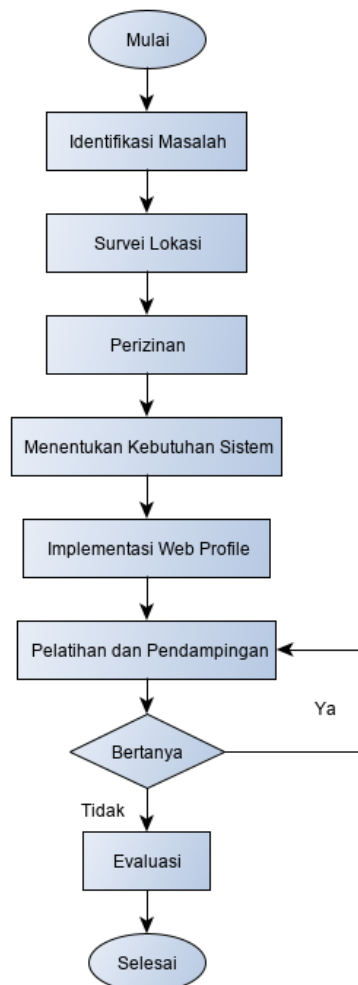 Mulai
Identifikasi Masalah
Survei Lokasi
Perizinan
Menentukan Kebutuhan Sistem
Implementasi Web Profile
Pelatihan dan Pendampingan
Ya
Bertanya
Tidak
Evaluasi
Selesai